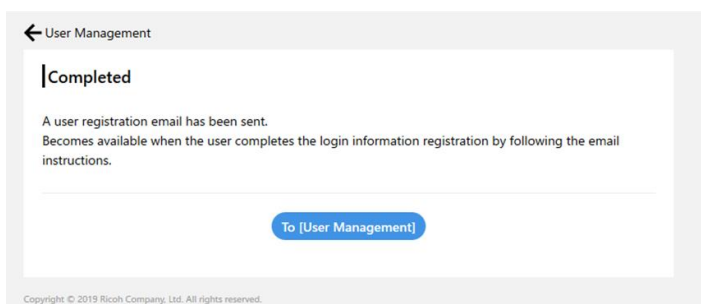 User Management
Completed
A user registration email has been sent.
Becomes available when the user completes the login information registration by following the email
instructions.
To [User Management]
Copyright © 2019 Ricoh Company, Ltd. All rights reserved.